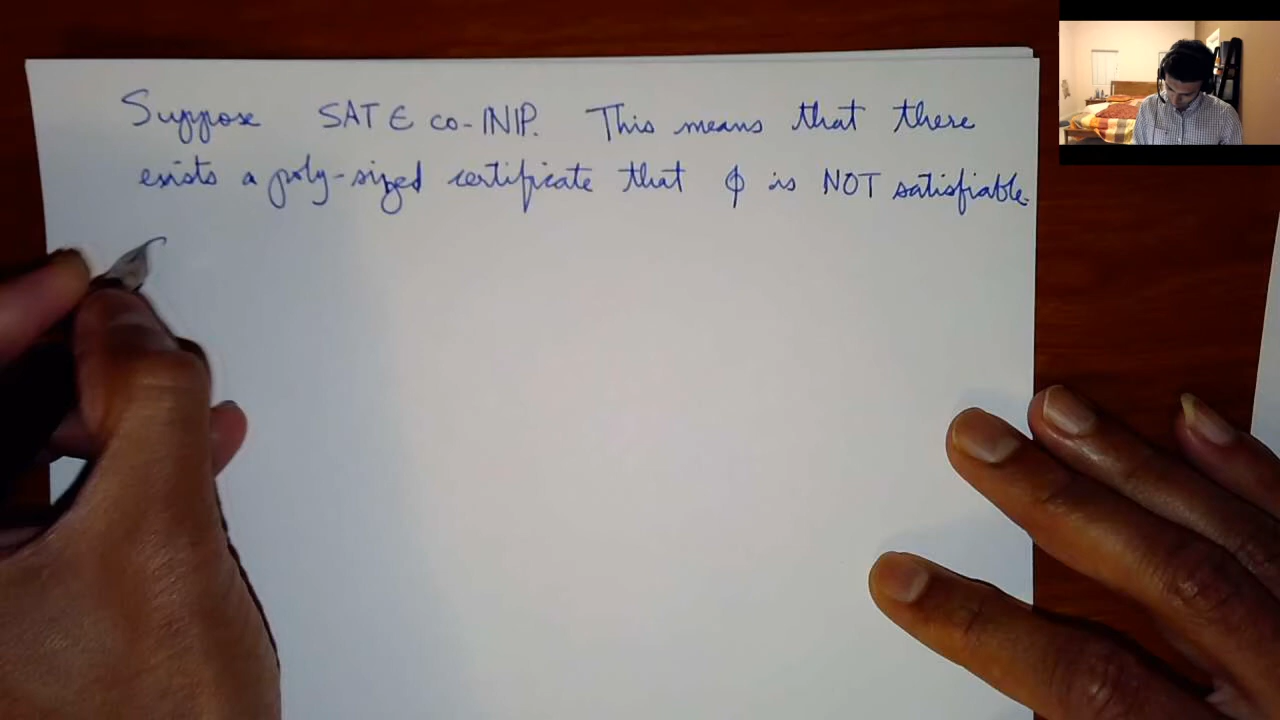 Suppose SAT ∈ co-NP. This means that there
exists a poly-sized certificate that ϕ is NOT satisfiable.